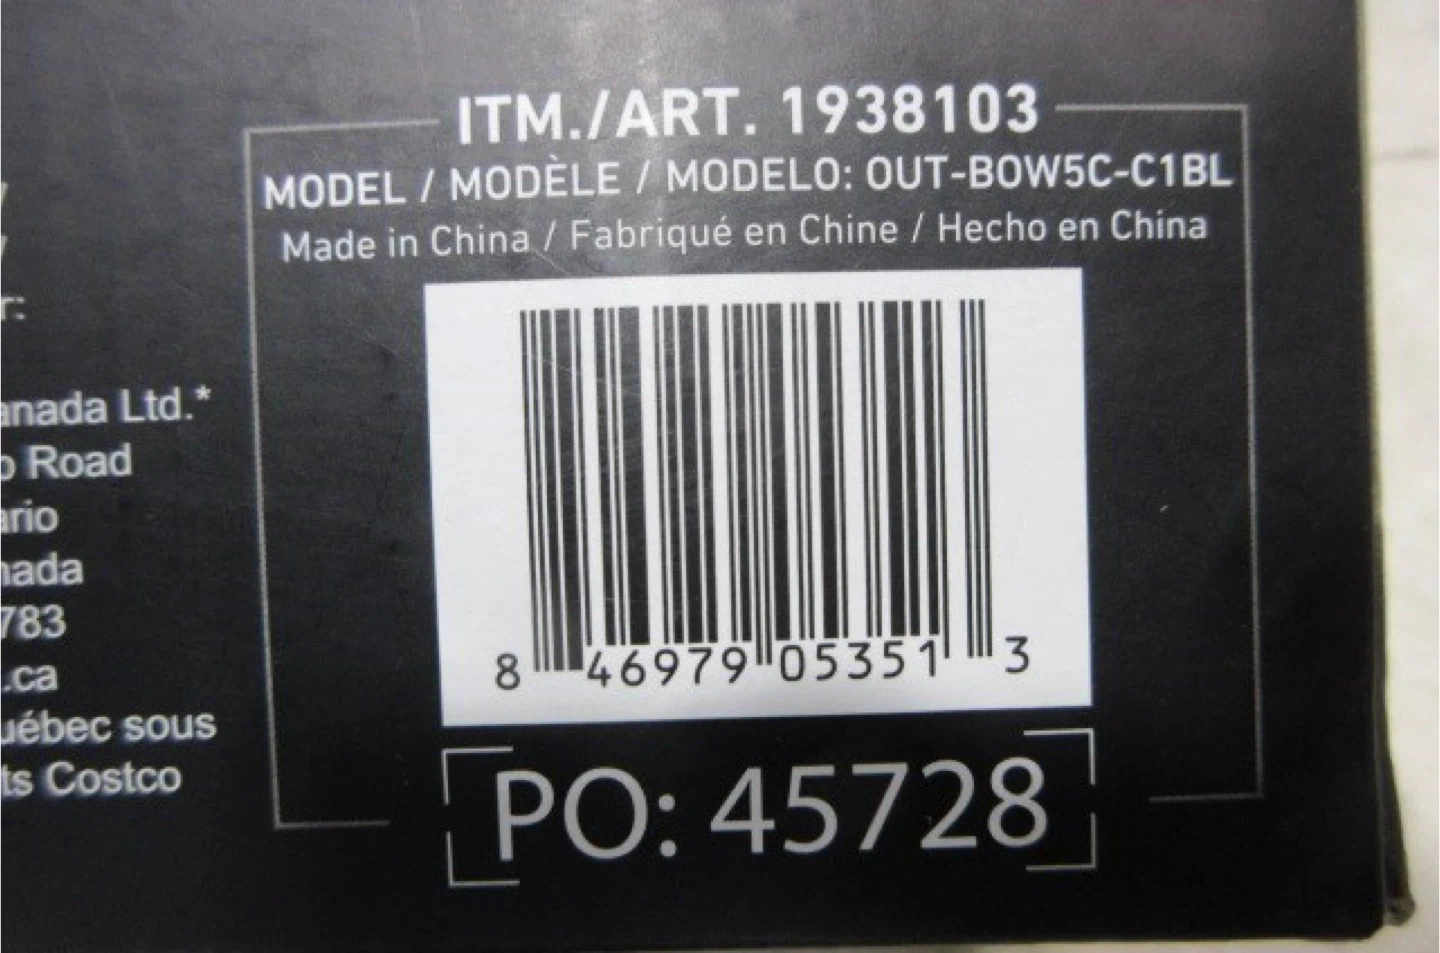 ITM./ART. 1938103
MODEL / MODÈLE / MODELO: OUT-BOW5C-C1BL
Made in China / Fabriqué en Chine / Hecho en China
8 46979 05351 3
PO: 45728
r:
anada Ltd.*
Road
ario
nada
783
.ca
uébec sous
ts Costco